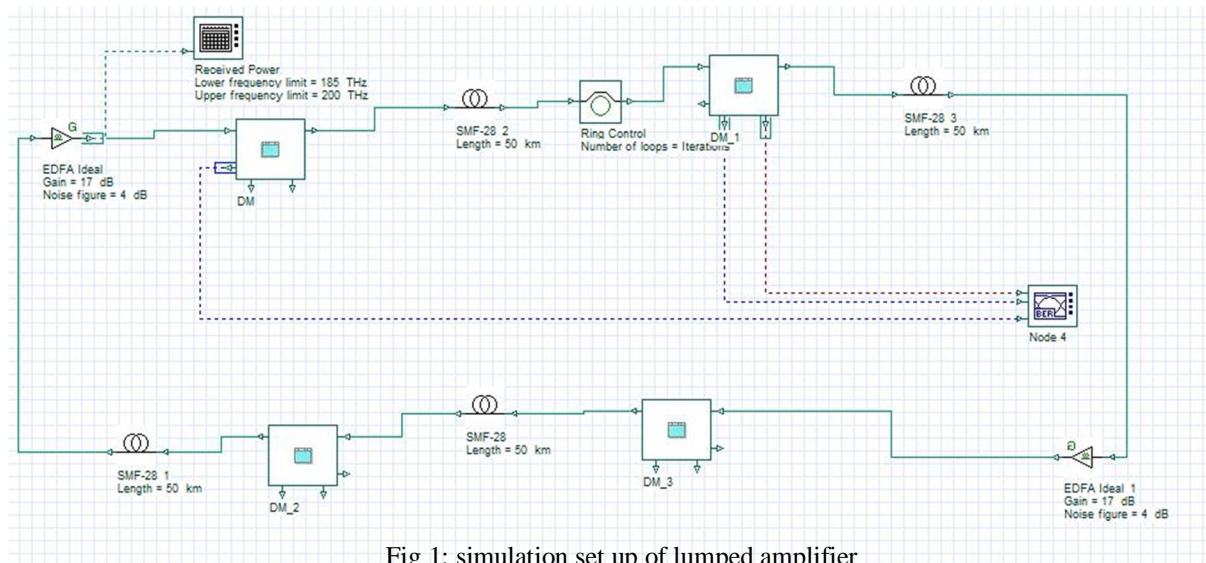 Received Power
Lower frequency limit = 185 THz
Upper frequency limit = 200 THz
G
EDFA Ideal
Gain = 17 dB
Noise figure = 4 dB
DM
SMF-28 2
Length = 50 km
Ring Control
Number of loops = Iterations
DM_1
SMF-28 3
Length = 50 km
BER
Node 4
SMF-28 1
Length = 50 km
DM_2
SMF-28
Length = 50 km
DM_3
G
EDFA Ideal 1
Gain = 17 dB
Noise figure = 4 dB
Fig 1: simulation set up of lumped amplifier